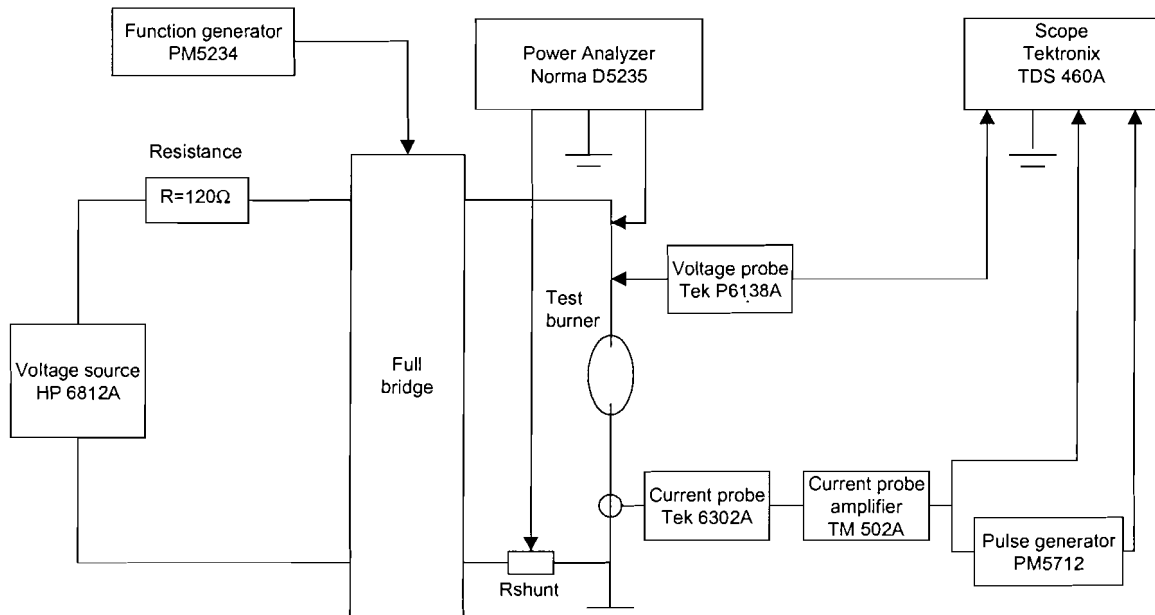 Function generator
PM5234
Power Analyzer
Norma D5235
Scope
Tektronix
TDS 460A
Resistance
R=120Ω
Voltage probe
Tek P6138A
Test
burner
Voltage source
HP 6812A
Full
bridge
Current probe
Tek 6302A
Current probe
amplifier
TM 502A
Pulse generator
PM5712
Rshunt